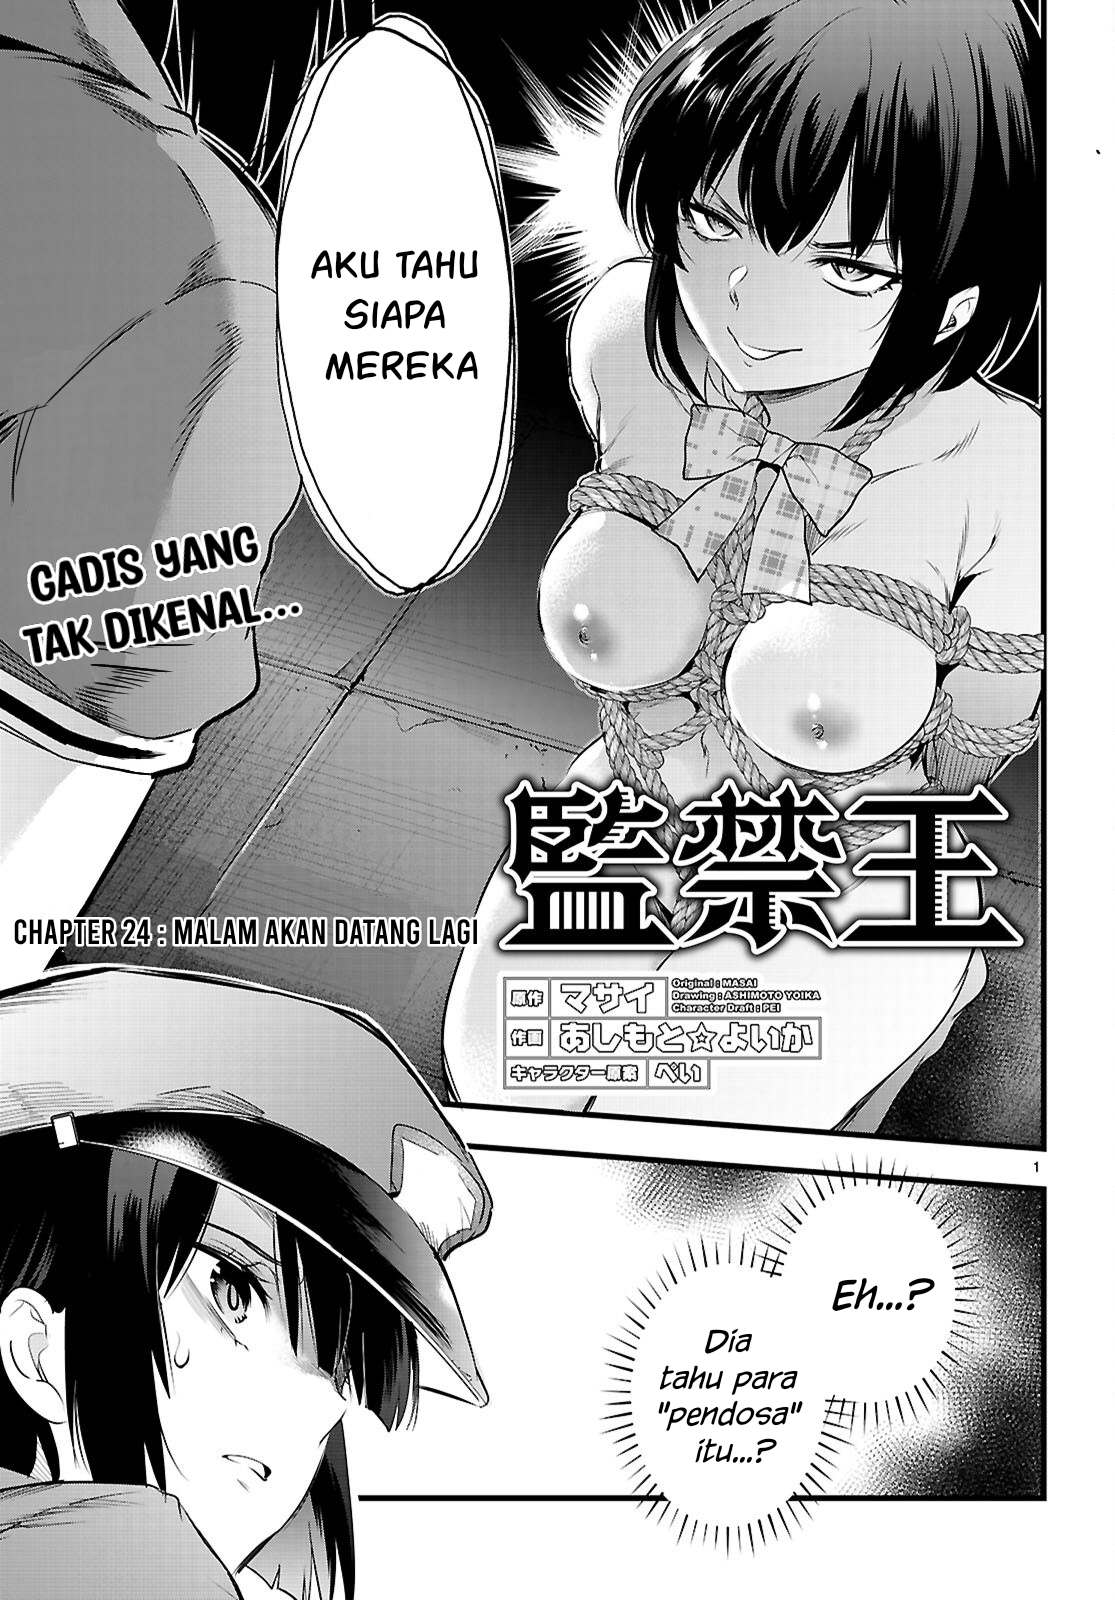 AKU TAHU
SIAPA
MEREKA
GADIS YANG
TAK DIKENAL...
監禁王
CHAPTER 24 : MALAM AKAN DATANG LAGI
原作 マサイ
Original : MASAI
Drawing : ASHIMOTO YOIKA
Character Draft : PEI
作画 あしもと☆よいか
キャラクター原案 ぺい
1
Eh...?
Dia
tahu para
"pendosa"
itu...?